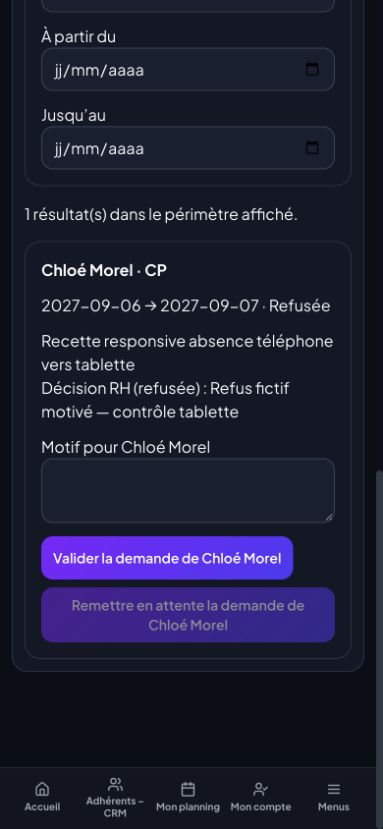 À partir du
jj/mm/aaaa
Jusqu'au
jj/mm/aaaa
1 résultat(s) dans le périmètre affiché.
Chloé Morel · CP
2027-09-06 → 2027-09-07 · Refusée
Recette responsive absence téléphone
vers tablette
Décision RH (refusée) : Refus fictif
motivé — contrôle tablette
Motif pour Chloé Morel
Valider la demande de Chloé Morel
Remettre en attente la demande de
Chloé Morel
Accueil
Adhérents –
CRM
Mon planning
Mon compte
Menus